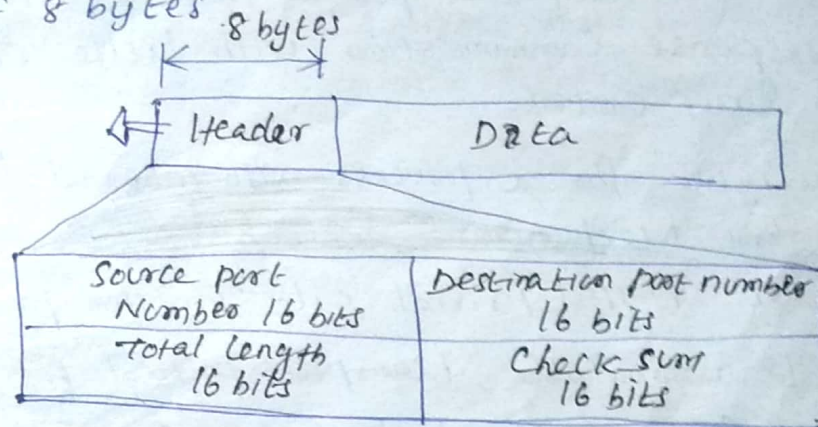 8 bytes
8 bytes
Header
Data
Source port
Number 16 bits
Destination port number
16 bits
Total length
16 bits
Check sum
16 bits